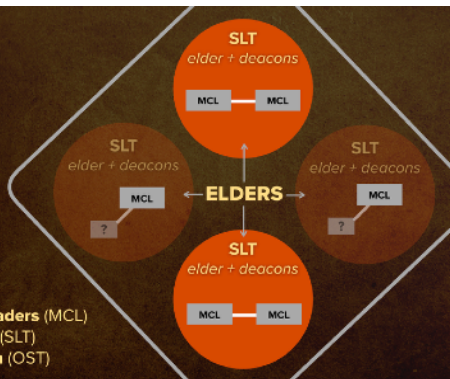 SLT
elder + deacons
MCL MCL
SLT
elder + deacons
MCL
?
ELDERS
SLT
elder + deacons
MCL
?
SLT
elder + deacons
MCL MCL
aders (MCL)
(SLT)
(OST)